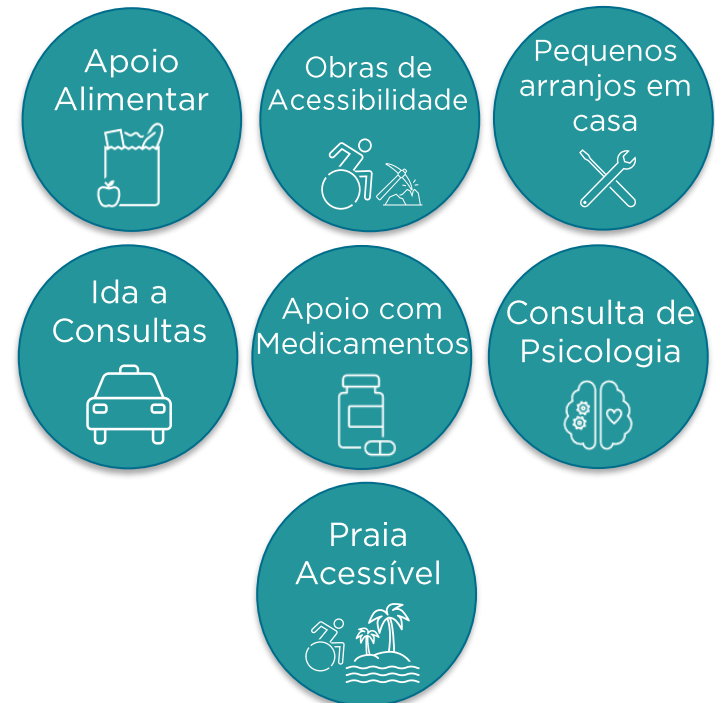 Apoio
Alimentar
Obras de
Acessibilidade
Pequenos
arranjos em
casa
Ida a
Consultas
Apoio com
Medicamentos
Consulta de
Psicologia
Praia
Acessível